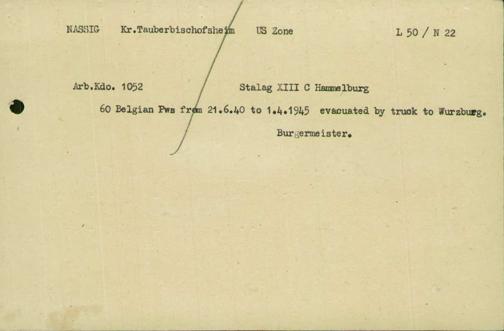 NASSIG Kr.Tauberbischofsheim US Zone L 50 / N 22
Arb.Kdo. 1052 Stalag XIII C Hammelburg
60 Belgian Pws from 21.6.40 to 1.4.1945 evacuated by truck to Wurzburg.
Burgermeister.